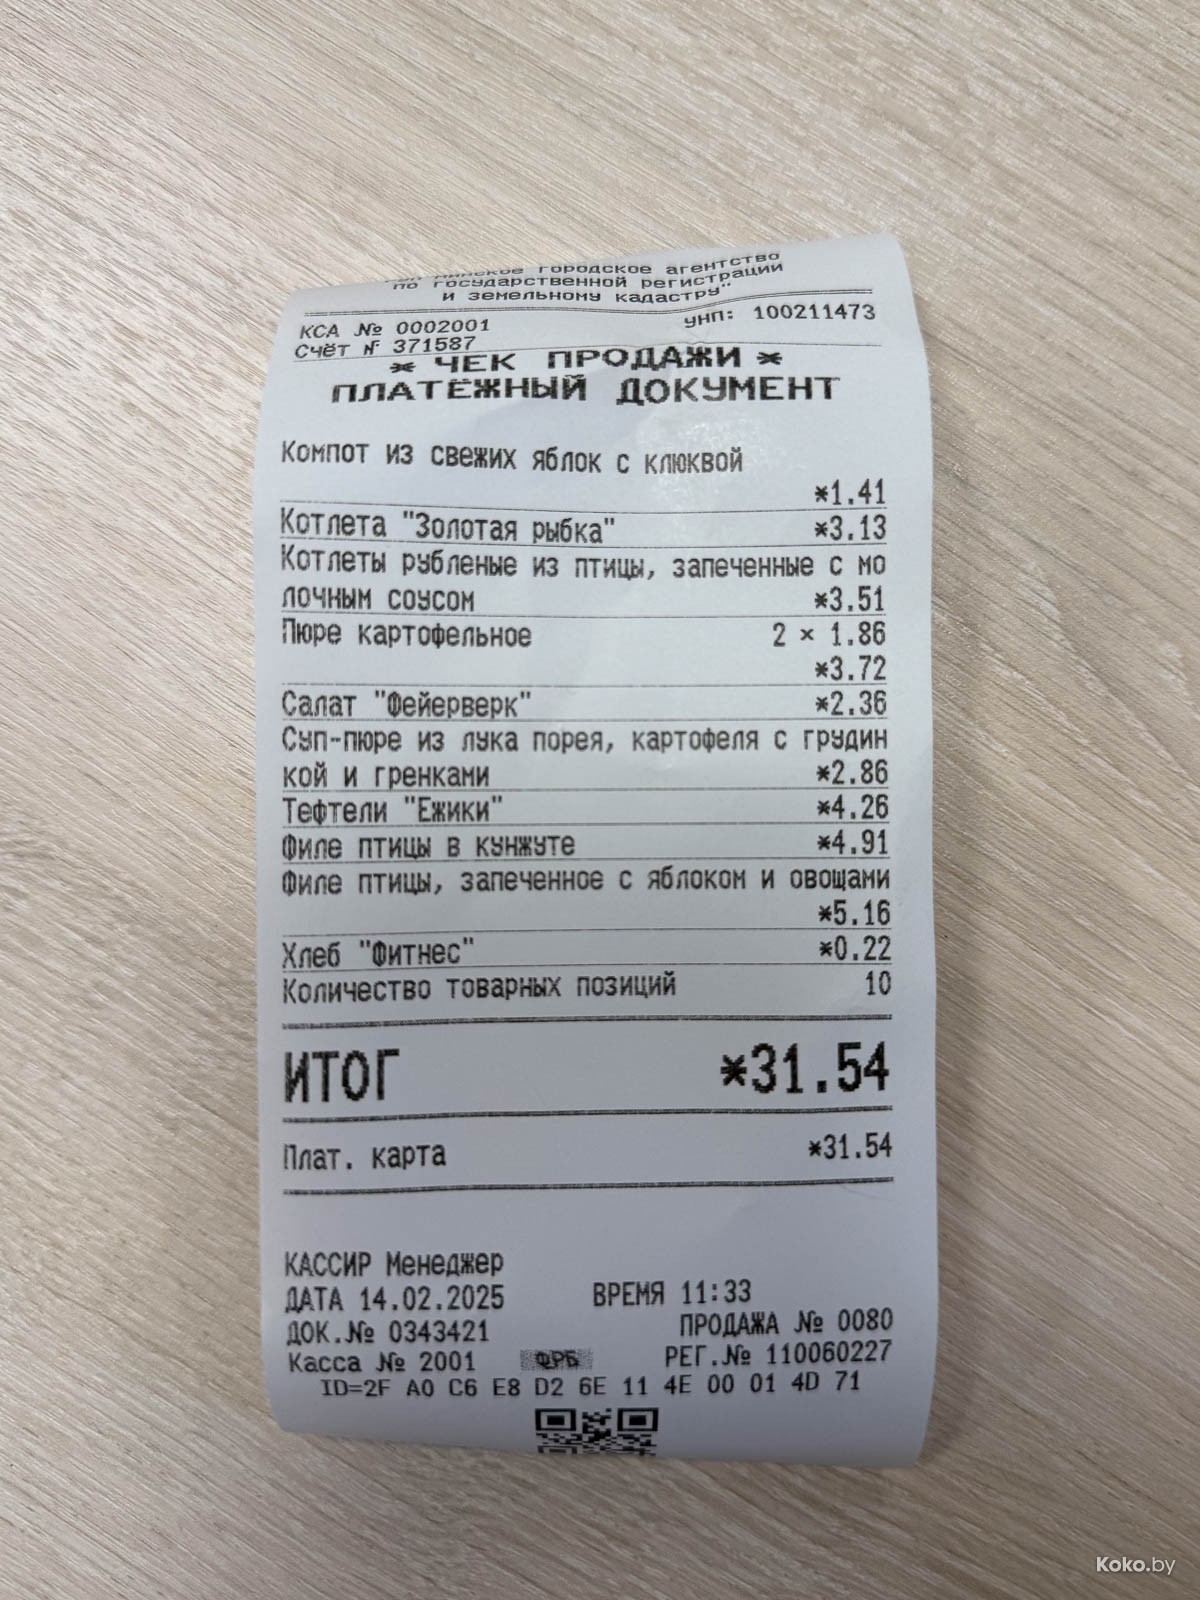 Минское городское агентство
по государственной регистрации
и земельному кадастру"
КСА № 0002001 УНП: 100211473
Счёт № 371587
* ЧЕК ПРОДАЖИ *
ПЛАТЕЖНЫЙ ДОКУМЕНТ
Компот из свежих яблок с клюквой
*1.41
Котлета "Золотая рыбка" *3.13
Котлеты рубленые из птицы, запеченные с мо
лочным соусом *3.51
Пюре картофельное 2 × 1.86
*3.72
Салат "Фейерверк" *2.36
Суп-пюре из лука порея, картофеля с грудин
кой и гренками *2.86
Тефтели "Ежики" *4.26
Филе птицы в кунжуте *4.91
Филе птицы, запеченное с яблоком и овощами
*5.16
Хлеб "Фитнес" *0.22
Количество товарных позиций 10
ИТОГ *31.54
Плат. карта *31.54
КАССИР Менеджер
ДАТА 14.02.2025 ВРЕМЯ 11:33
ДОК.№ 0343421 ПРОДАЖА № 0080
Касса № 2001 ФРБ РЕГ.№ 110060227
ID=2F A0 C6 E8 D2 6E 11 4E 00 01 4D 71
Koko.by